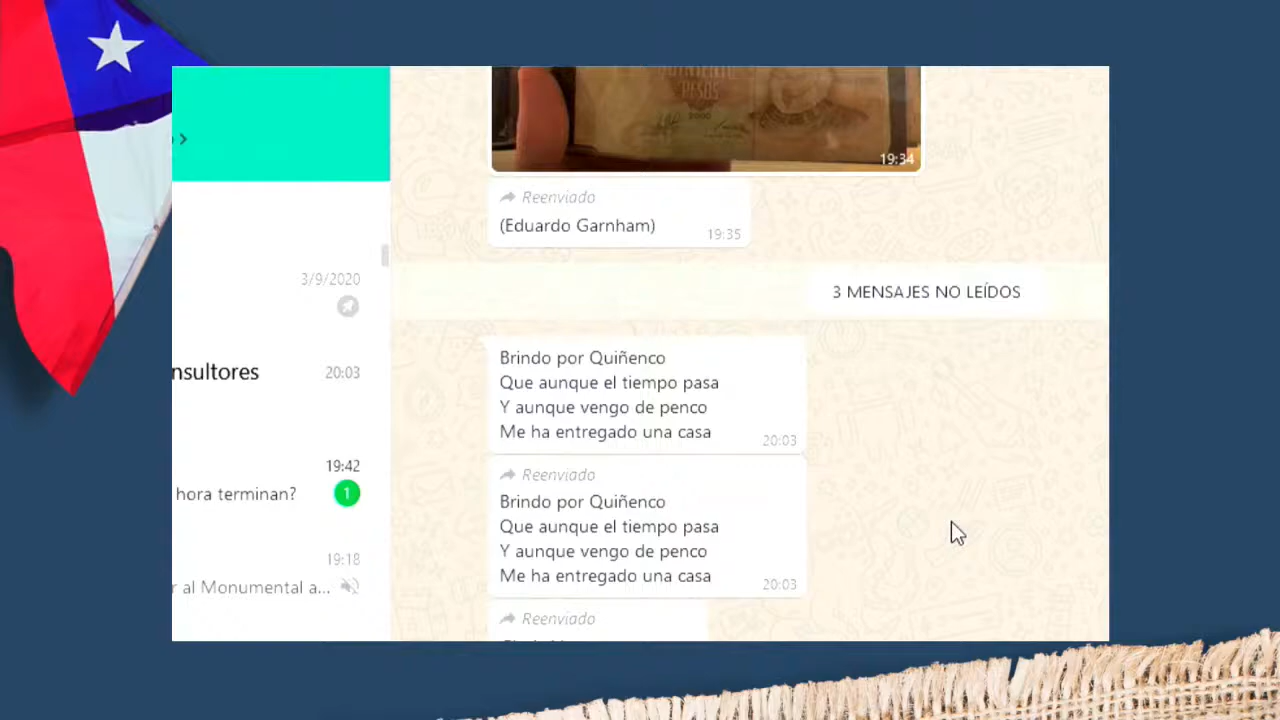 PESOS
2000
19:34
Reenviado
(Eduardo Garnham)
19:35
3/9/2020
3 MENSAJES NO LEÍDOS
nsultores
20:03
Brindo por Quiñenco
Que aunque el tiempo pasa
Y aunque vengo de penco
Me ha entregado una casa
20:03
19:42
hora terminan?
1
Reenviado
Brindo por Quiñenco
Que aunque el tiempo pasa
Y aunque vengo de penco
Me ha entregado una casa
20:03
19:18
r al Monumental a...
Reenviado